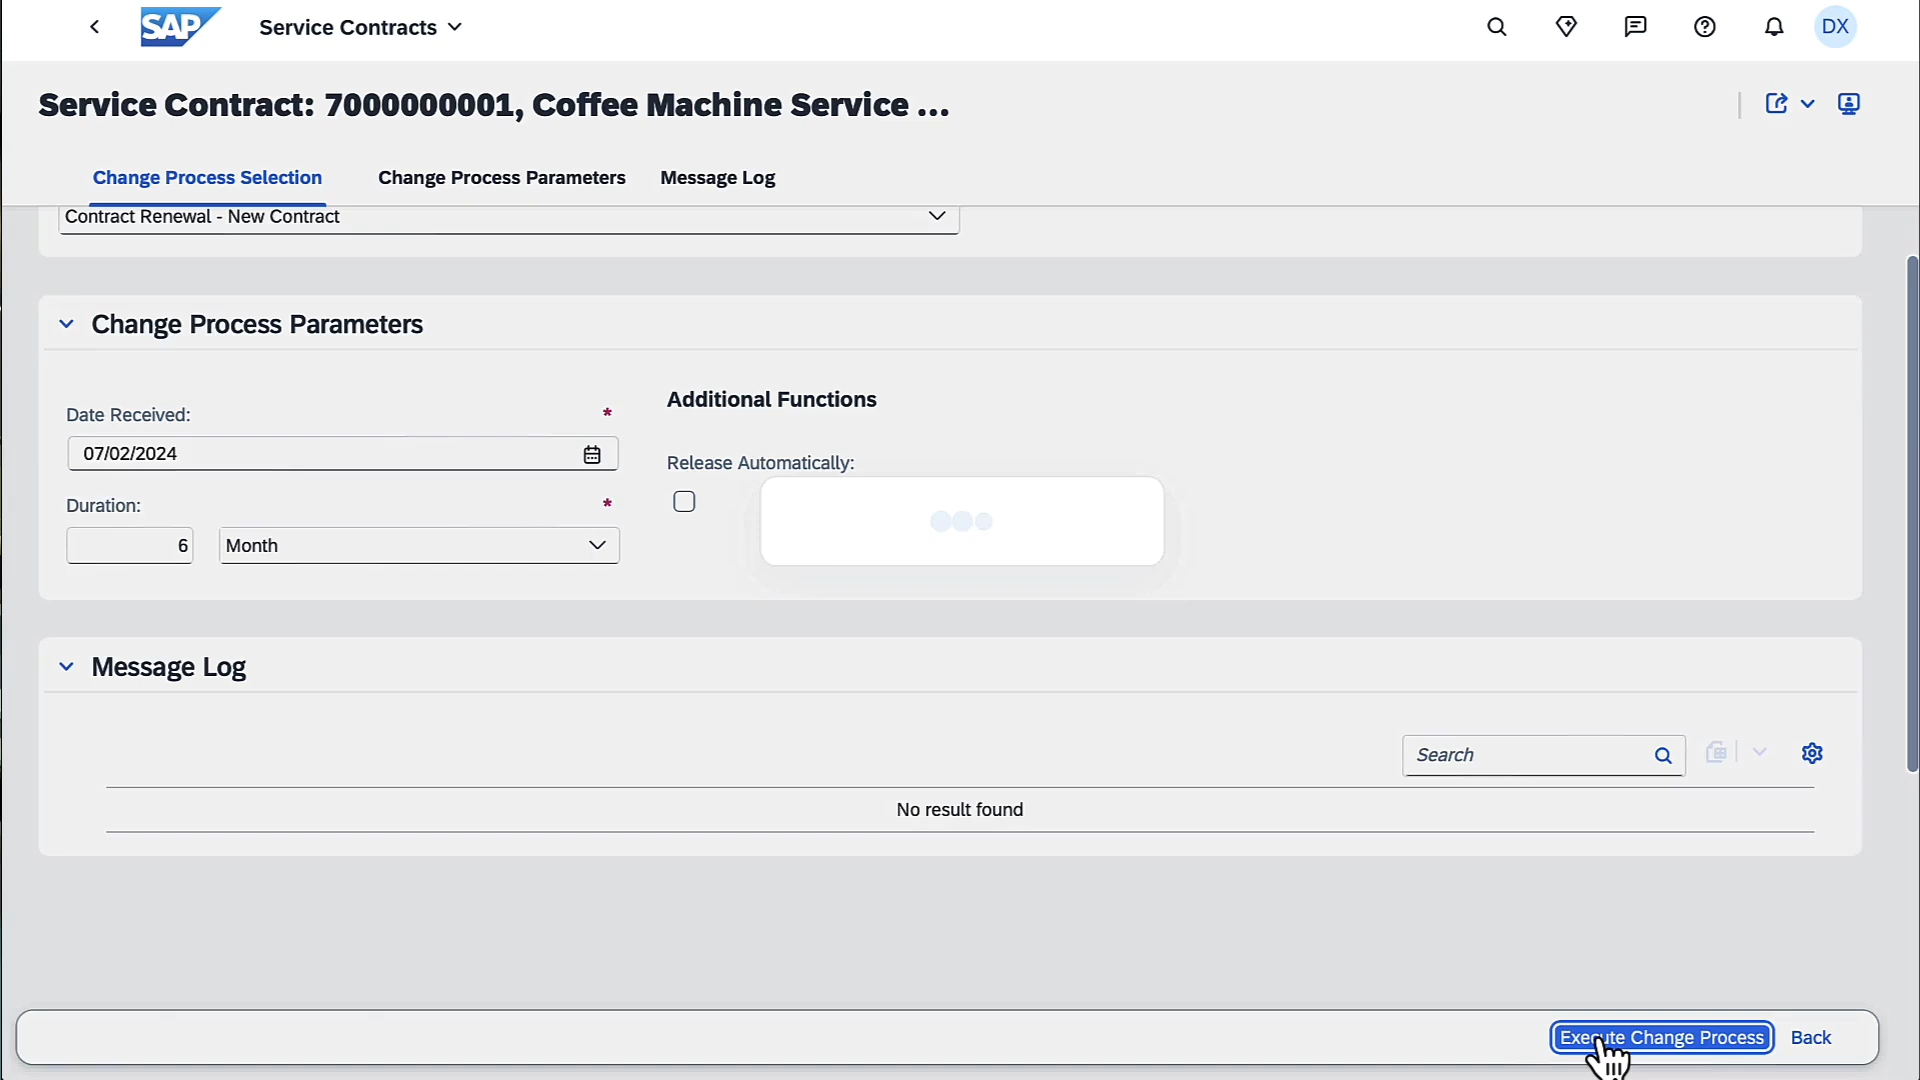 SAP Service Contracts DX
Service Contract: 7000000001, Coffee Machine Service ...
Change Process Selection Change Process Parameters Message Log
Contract Renewal - New Contract
Change Process Parameters
Additional Functions
Date Received: *
07/02/2024
Release Automatically:
Duration: *
6 Month
Message Log
Search
No result found
Execute Change Process Back